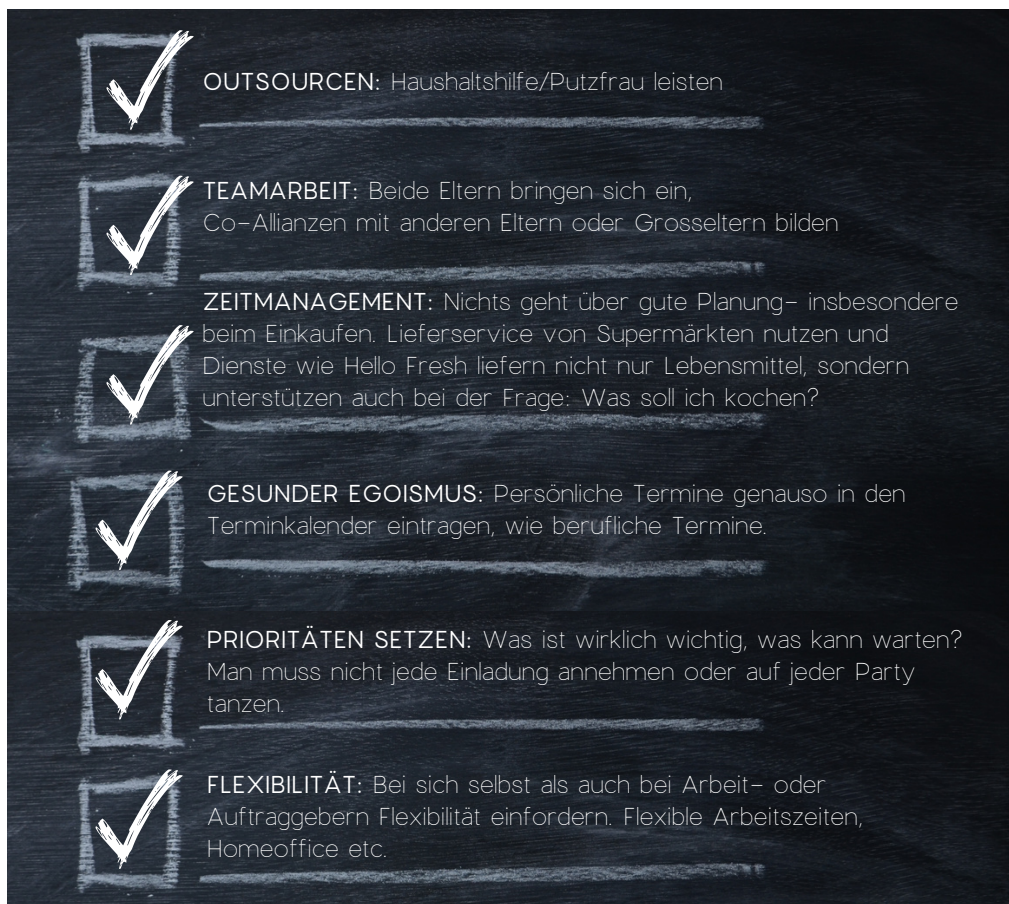 OUTSOURCEN: Haushaltshilfe/Putzfrau leisten
TEAMARBEIT: Beide Eltern bringen sich ein,
Co-Allianzen mit anderen Eltern oder Grosseltern bilden
ZEITMANAGEMENT: Nichts geht über gute Planung- insbesondere
beim Einkaufen. Lieferservice von Supermärkten nutzen und
Dienste wie Hello Fresh liefern nicht nur Lebensmittel, sondern
unterstützen auch bei der Frage: Was soll ich kochen?
GESUNDER EGOISMUS: Persönliche Termine genauso in den
Terminkalender eintragen, wie berufliche Termine.
PRIORITÄTEN SETZEN: Was ist wirklich wichtig, was kann warten?
Man muss nicht jede Einladung annehmen oder auf jeder Party
tanzen.
FLEXIBILITÄT: Bei sich selbst als auch bei Arbeit- oder
Auftraggebern Flexibilität einfordern. Flexible Arbeitszeiten,
Homeoffice etc.